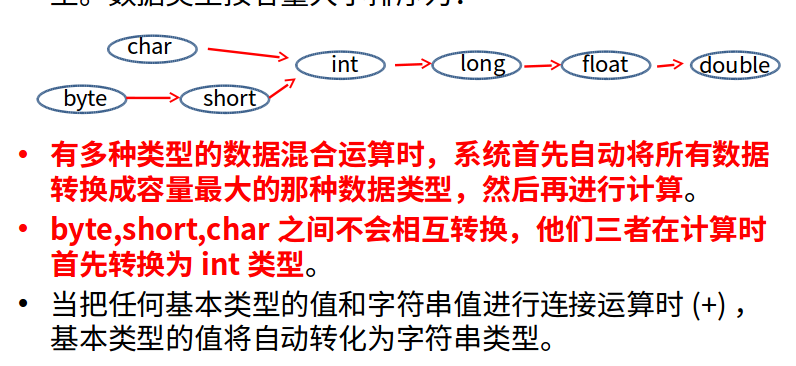 char
int
long
float
double
byte
short
• 有多种类型的数据混合运算时，系统首先自动将所有数据
转换成容量最大的那种数据类型，然后再进行计算。
• byte,short,char 之间不会相互转换，他们三者在计算时
首先转换为 int 类型。
• 当把任何基本类型的值和字符串值进行连接运算时 (+) ，
基本类型的值将自动转化为字符串类型。